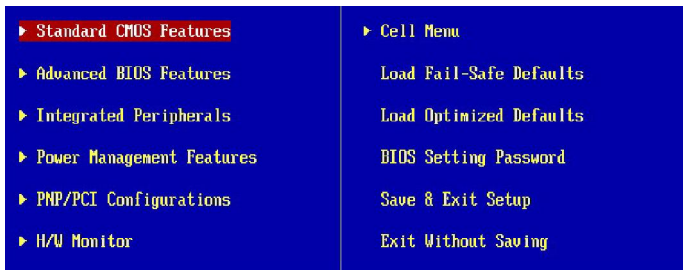 Standard CMOS Features
Advanced BIOS Features
Integrated Peripherals
Power Management Features
PNP/PCI Configurations
H/W Monitor
Cell Menu
Load Fail-Safe Defaults
Load Optimized Defaults
BIOS Setting Password
Save & Exit Setup
Exit Without Saving